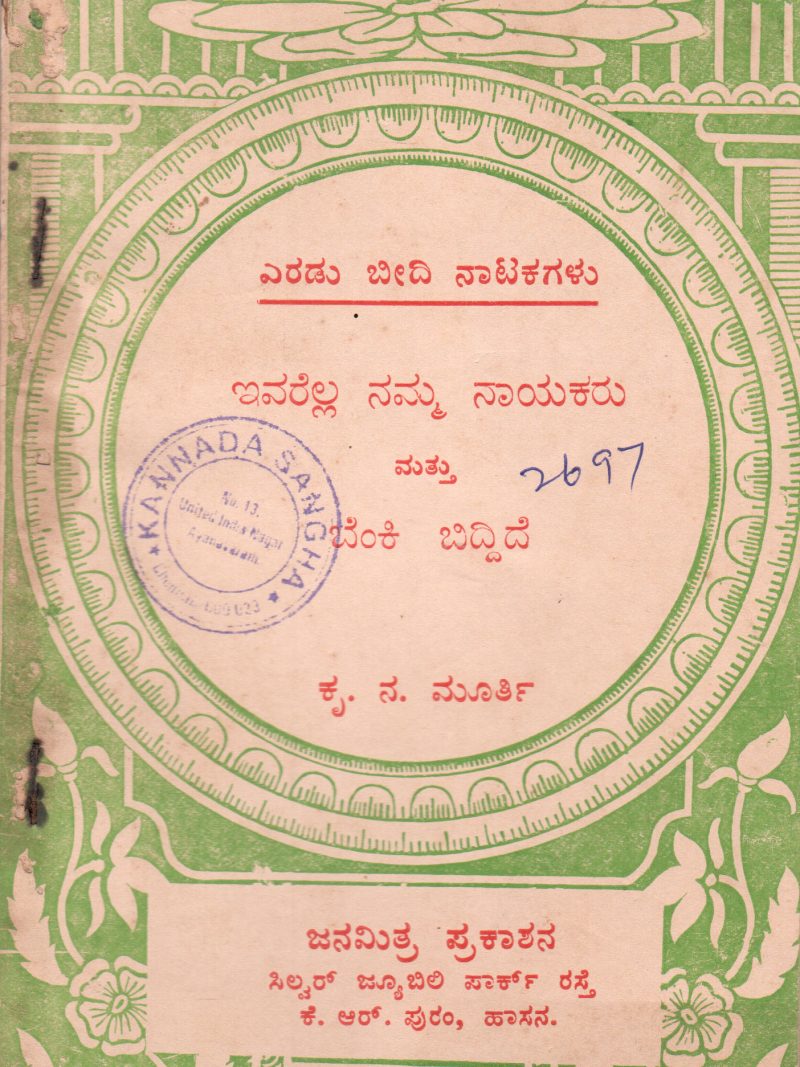 ಎರಡು ಬೀದಿ ನಾಟಕಗಳು
ಇವರೆಲ್ಲ ನಮ್ಮ ನಾಯಕರು
ಮತ್ತು
2697
ಬೆಂಕಿ ಬಿದ್ದಿದೆ
KANNADA SANGHA
No. 13,
United India Nagar
Ayanavaram,
ಕೃ. ನ. ಮೂರ್ತಿ
ಜನಮಿತ್ರ ಪ್ರಕಾಶನ
ಸಿಲ್ವರ್ ಜ್ಯೂಬಿಲಿ ಪಾರ್ಕ್ ರಸ್ತೆ
ಕೆ. ಆರ್. ಪುರಂ, ಹಾಸನ.